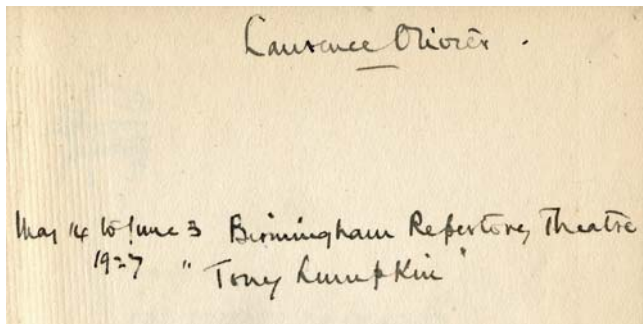 Laurence Olivier.
May 14 to June 3 Birmingham Repertory Theatre
1927 "Tony Lumpkin"